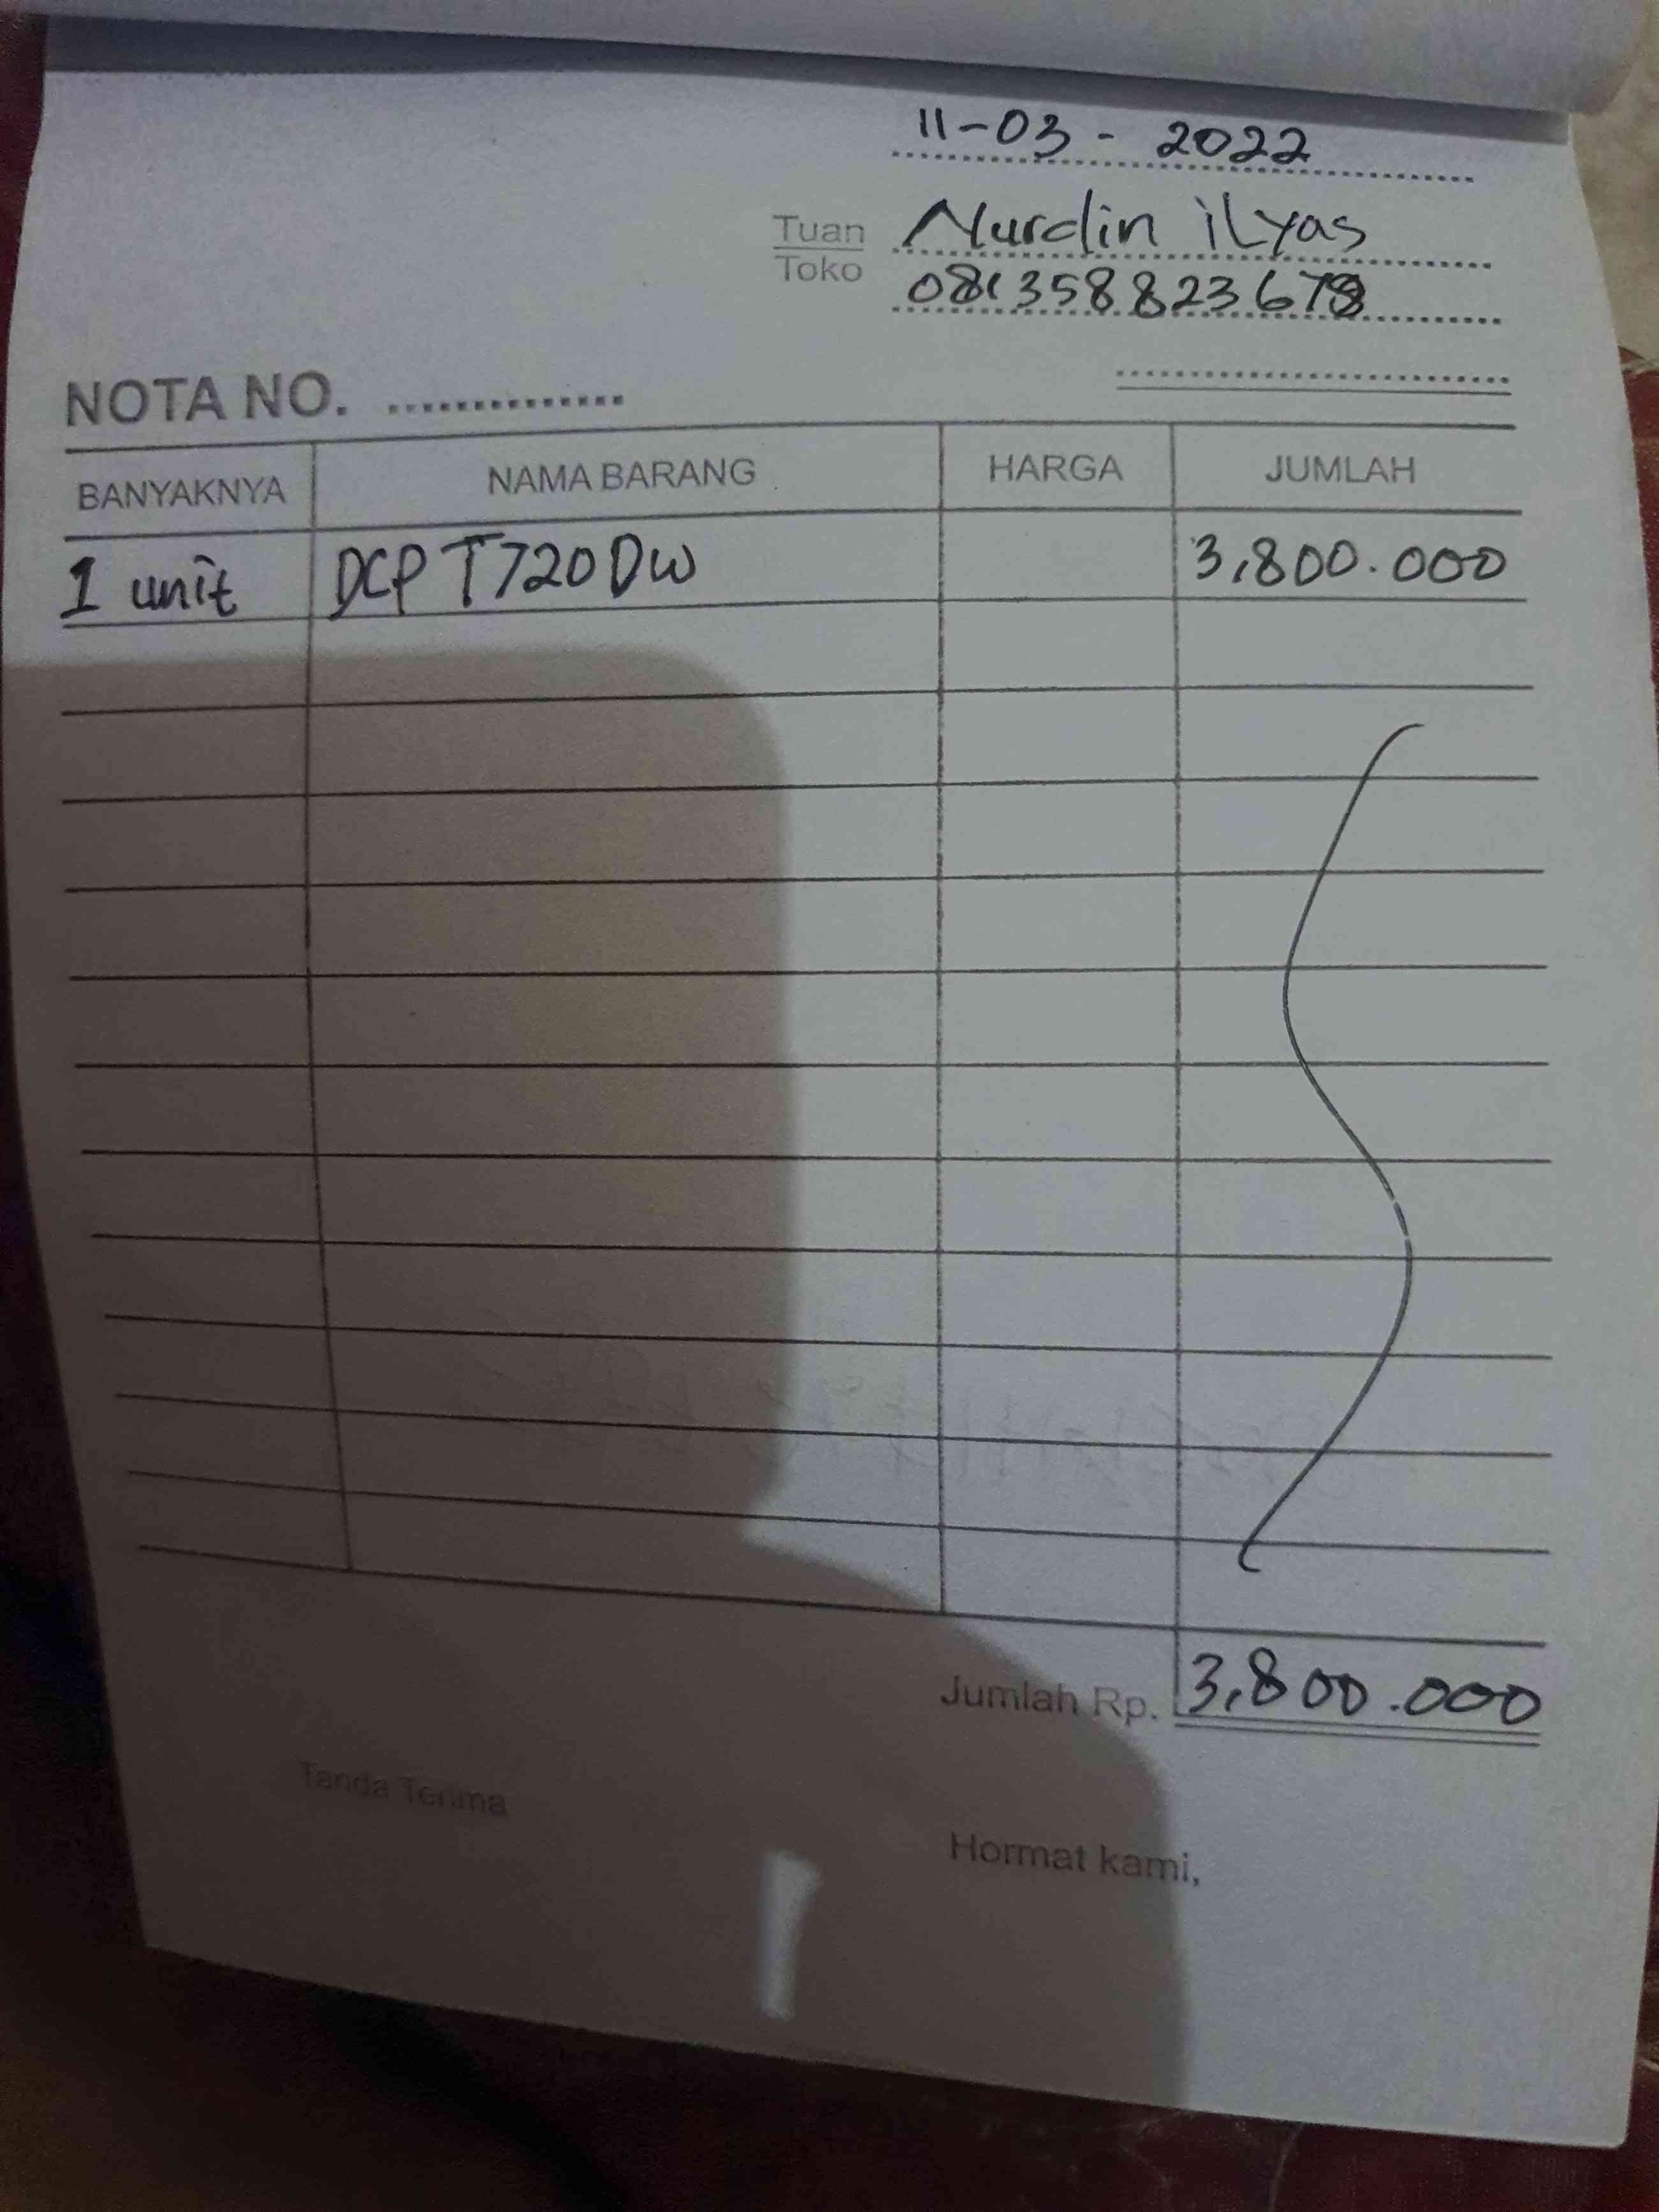 11-03-2022
Tuan Nurdin ilyas
Toko 081358823678
NOTA NO. ..............
BANYAKNYA NAMA BARANG HARGA JUMLAH
1 unit DCP T720DW 3,800.000
Jumlah Rp. 3,800.000
Tanda Terima
Hormat kami,